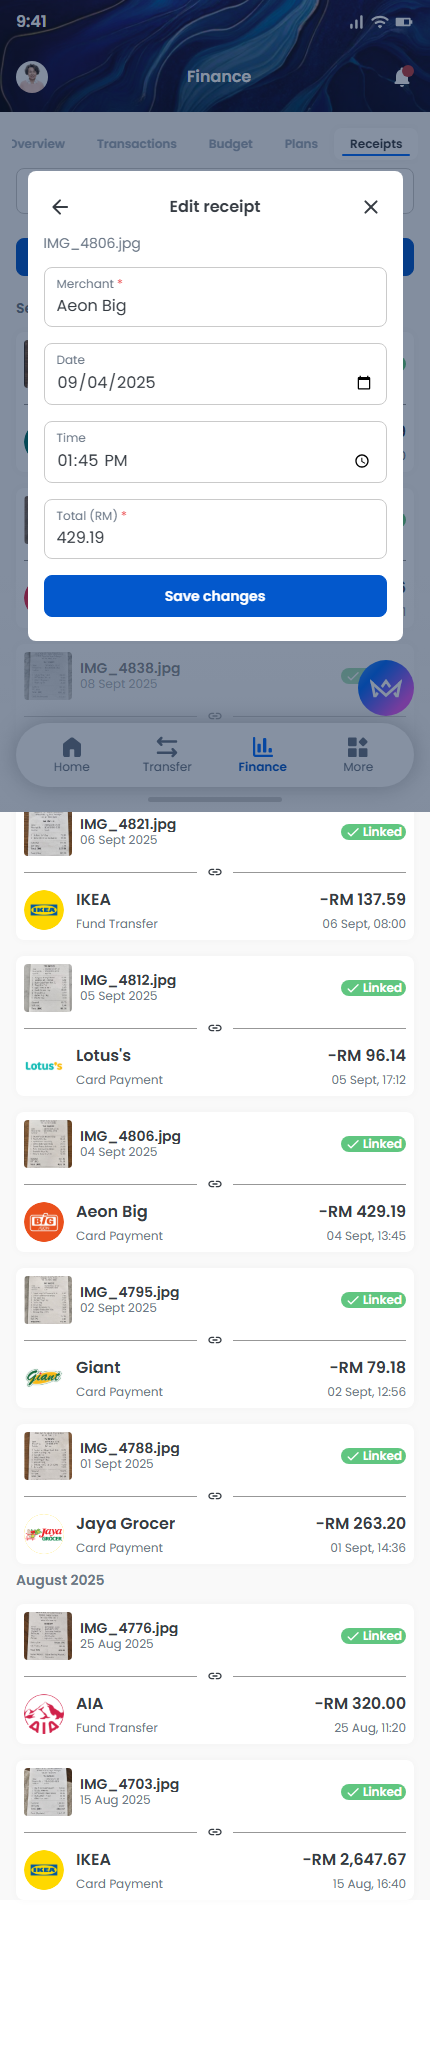 9:41
Finance
Overview Transactions Budget Plans Receipts
Edit receipt
IMG_4806.jpg
Merchant *
Aeon Big
Date
09/04/2025
Time
01:45 PM
Total (RM) *
429.19
Save changes
IMG_4838.jpg
08 Sept 2025
Home Transfer Finance More
IMG_4821.jpg
Linked
06 Sept 2025
IKEA
IKEA -RM 137.59
Fund Transfer 06 Sept, 08:00
IMG_4812.jpg
Linked
05 Sept 2025
Lotus's
Lotus's -RM 96.14
Card Payment 05 Sept, 17:12
IMG_4806.jpg
Linked
04 Sept 2025
BiG
Aeon Big -RM 429.19
Card Payment 04 Sept, 13:45
IMG_4795.jpg
Linked
02 Sept 2025
Giant
Giant -RM 79.18
Card Payment 02 Sept, 12:56
IMG_4788.jpg
Linked
01 Sept 2025
Jaya GROCER
Jaya Grocer -RM 263.20
Card Payment 01 Sept, 14:36
August 2025
IMG_4776.jpg
Linked
25 Aug 2025
AIA
AIA -RM 320.00
Fund Transfer 25 Aug, 11:20
IMG_4703.jpg
Linked
15 Aug 2025
IKEA
IKEA -RM 2,647.67
Card Payment 15 Aug, 16:40